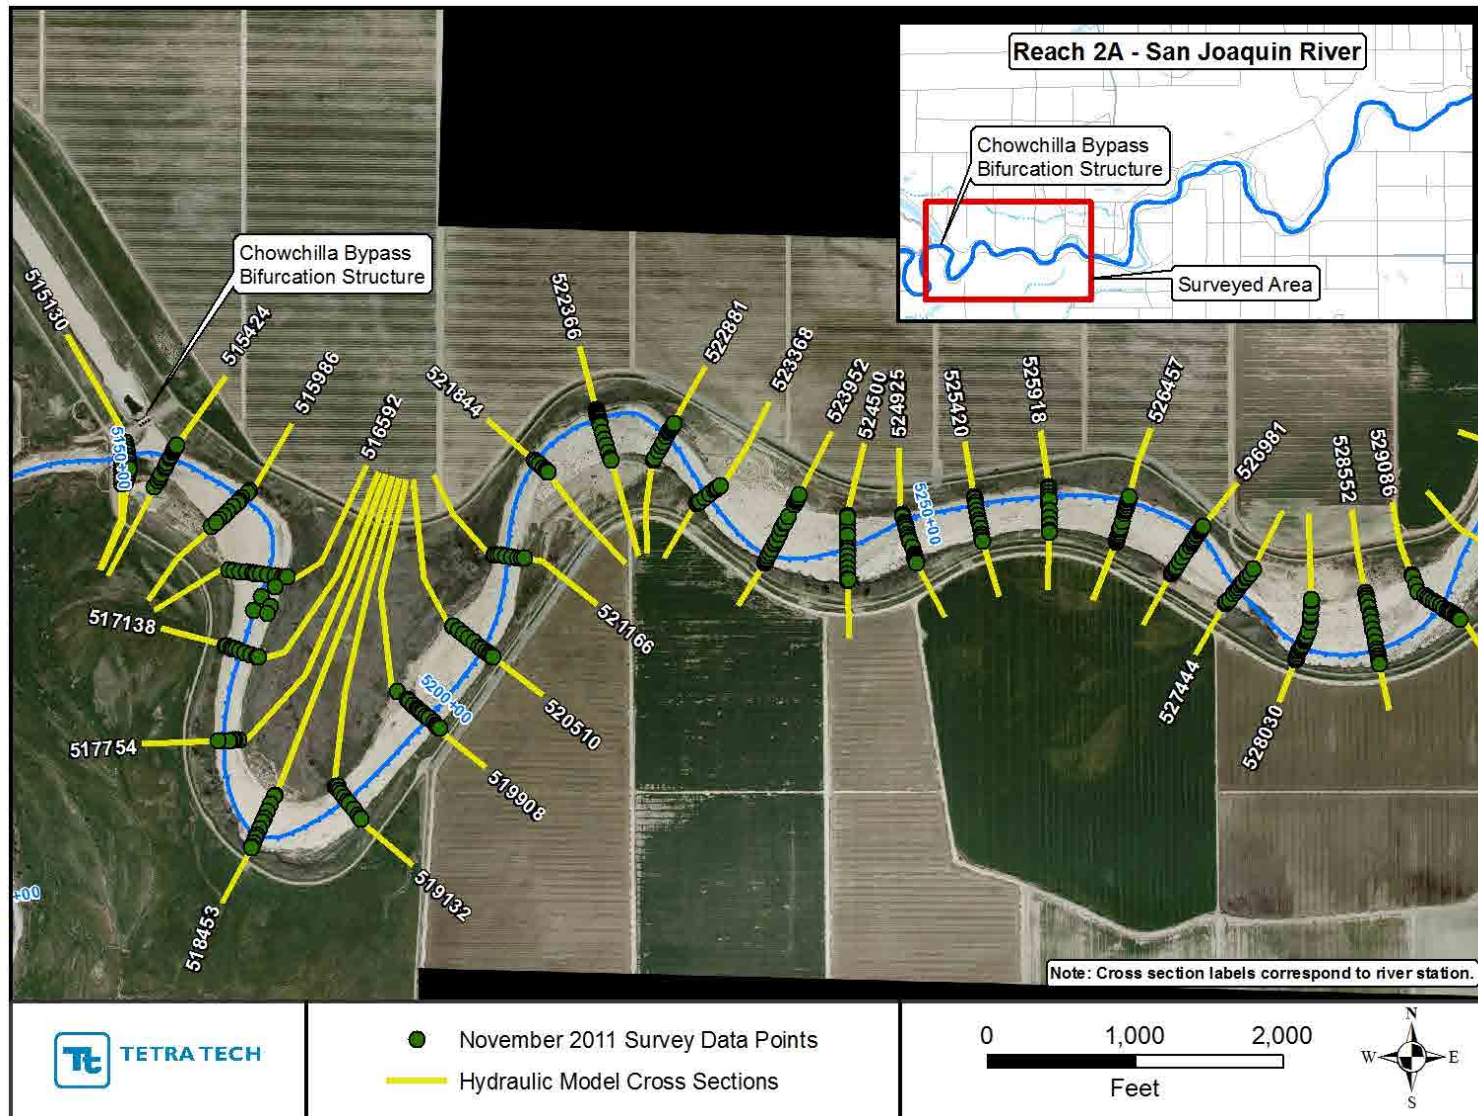 Reach 2A - San Joaquin River
Chowchilla Bypass
Bifurcation Structure
Surveyed Area
Chowchilla Bypass
Bifurcation Structure
515130
5150+00
515424
515986
516592
517138
517754
518453
519132
519908
5200+00
520510
521166
521844
522366
522881
523368
523952
524500
524925
5250+00
525420
525918
526457
526981
527444
528030
528552
529086
+00
Note: Cross section labels correspond to river station.
Tt TETRA TECH
November 2011 Survey Data Points
Hydraulic Model Cross Sections
0 1,000 2,000
Feet
N
W E
S